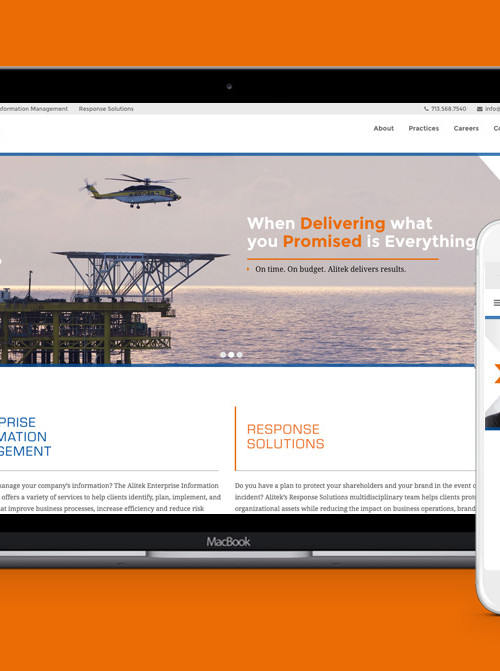 nformation Management Response Solutions 713.568.7540 info@
About Practices Careers Co
When Delivering what
you Promised is Everything
On time. On budget. Alitek delivers results.
PRISE
MATION
GEMENT
RESPONSE
SOLUTIONS
manage your company's information? The Alitek Enterprise Information
offers a variety of services to help clients identify, plan, implement, and
at improve business processes, increase efficiency and reduce risk
Do you have a plan to protect your shareholders and your brand in the event o
incident? Alitek's Response Solutions multidisciplinary team helps clients prot
organizational assets while reducing the impact on business operations, brand
MacBook